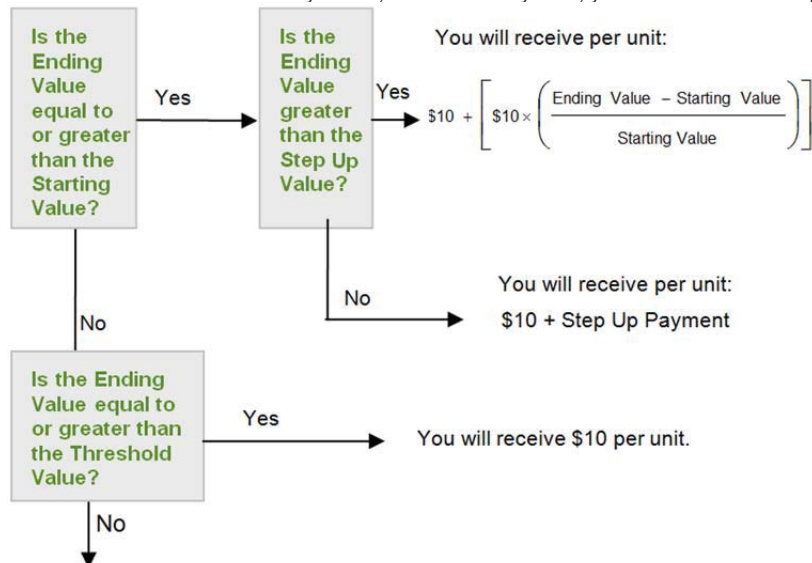 Is the
Ending
Value
equal to
or greater
than the
Starting
Value?
Yes
Is the
Ending
Value
greater
than the
Step Up
Value?
Yes
You will receive per unit:
$10 + [ $10 × ( Ending Value – Starting Value
Starting Value ) ]
No
You will receive per unit:
$10 + Step Up Payment
No
Is the Ending
Value equal to
or greater than
the Threshold
Value?
Yes
You will receive $10 per unit.
No